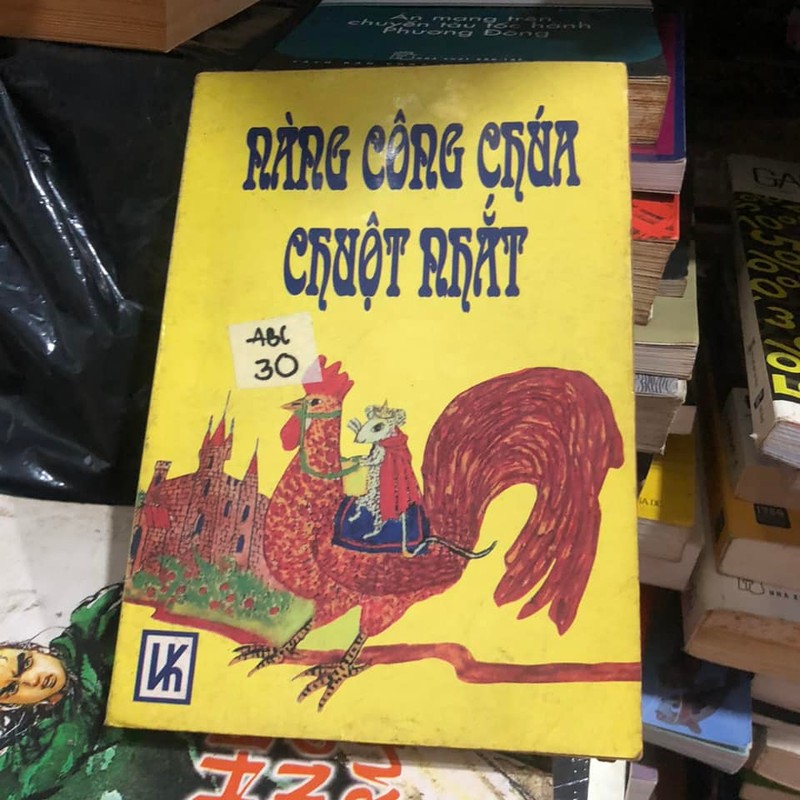 Án mạng trên
chuyến tàu tốc hành
Phương Đông
NÀNG CÔNG CHÚA
CHUỘT NHẮT
ABC
30